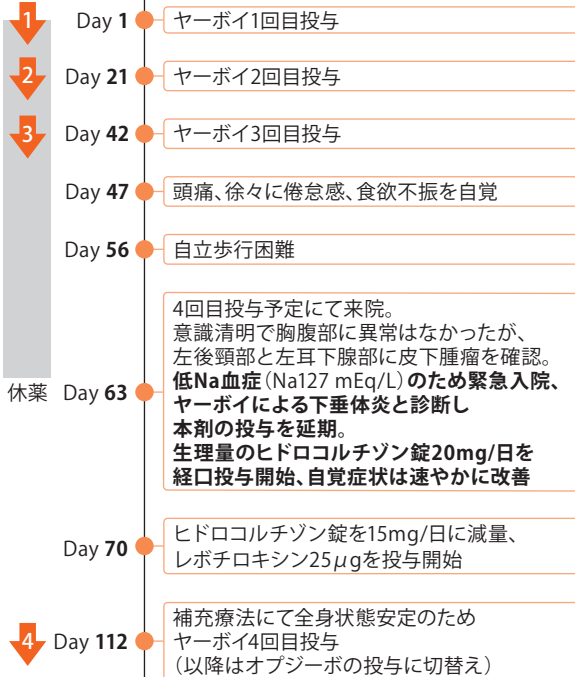 1 Day 1 ヤーボイ1回目投与
2 Day 21 ヤーボイ2回目投与
3 Day 42 ヤーボイ3回目投与
Day 47 頭痛、徐々に倦怠感、食欲不振を自覚
Day 56 自立歩行困難
4回目投与予定にて来院。
意識清明で胸腹部に異常はなかったが、
左後頸部と左耳下腺部に皮下腫瘤を確認。
休薬 Day 63 低Na血症（Na127 mEq/L）のため緊急入院、
ヤーボイによる下垂体炎と診断し
本剤の投与を延期。
生理量のヒドロコルチゾン錠20mg/日を
経口投与開始、自覚症状は速やかに改善
Day 70 ヒドロコルチゾン錠を15mg/日に減量、
レボチロキシン25μgを投与開始
補充療法にて全身状態安定のため
4 Day 112 ヤーボイ4回目投与
（以降はオプジーボの投与に切替え）